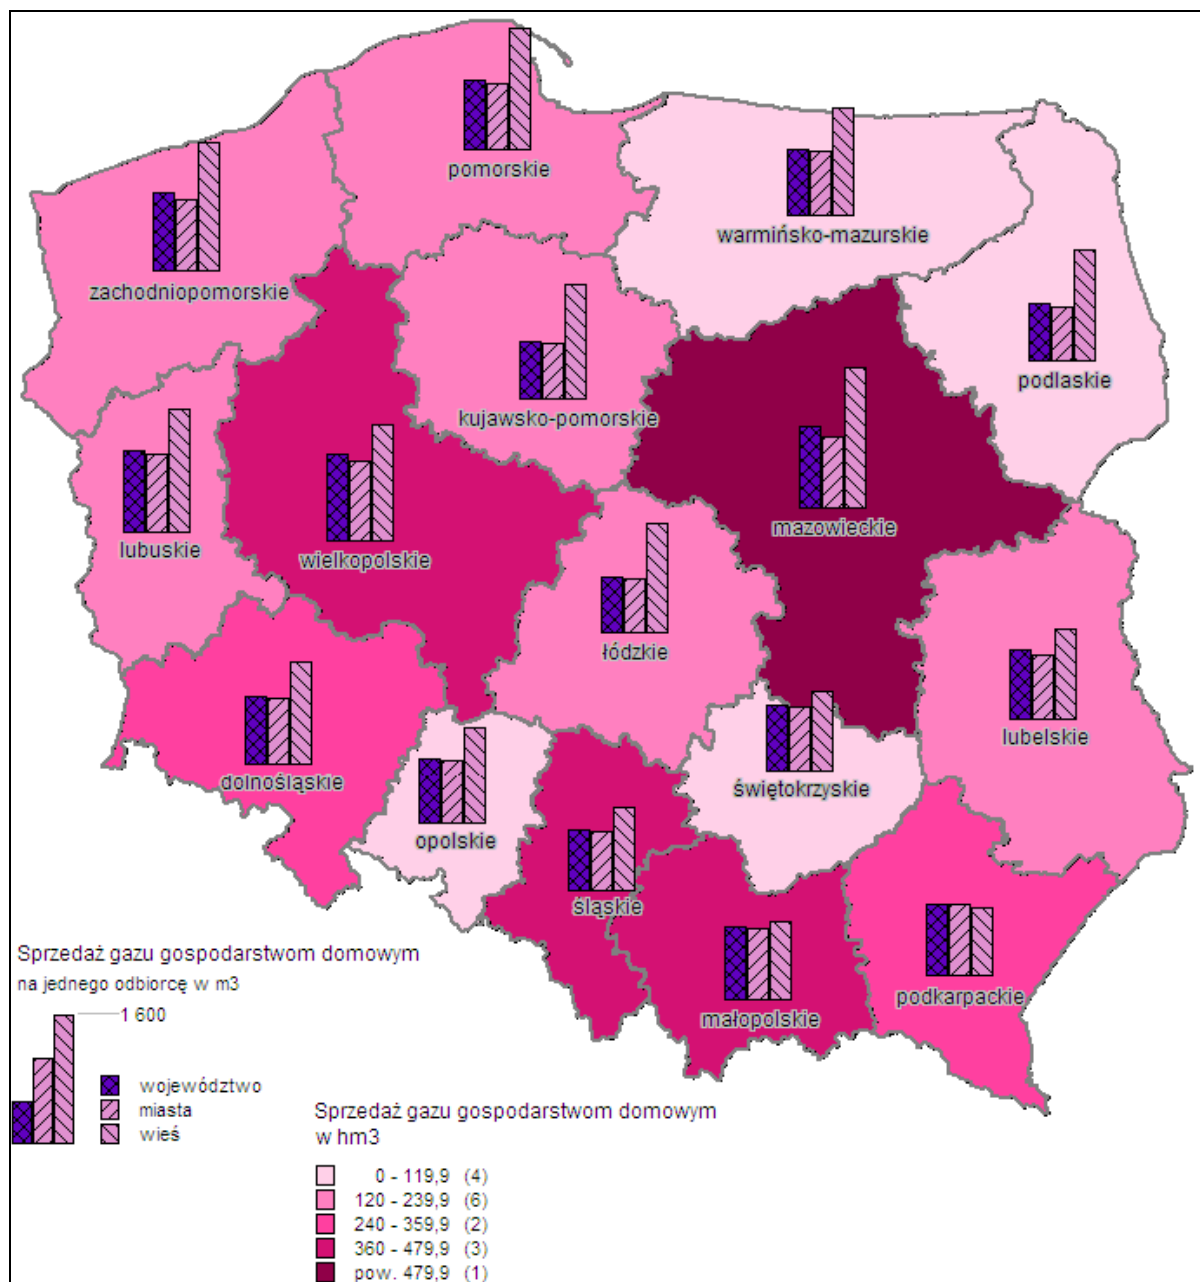 pomorskie
warmińsko-mazurskie
zachodniopomorskie
podlaskie
kujawsko-pomorskie
mazowieckie
lubuskie
wielkopolskie
łódzkie
lubelskie
dolnośląskie
świętokrzyskie
opolskie
śląskie
podkarpackie
małopolskie
Sprzedaż gazu gospodarstwom domowym
na jednego odbiorcę w m3
1 600
województwo
miasta
wieś
Sprzedaż gazu gospodarstwom domowym
w hm3
0 - 119,9 (4)
120 - 239,9 (6)
240 - 359,9 (2)
360 - 479,9 (3)
pow. 479,9 (1)